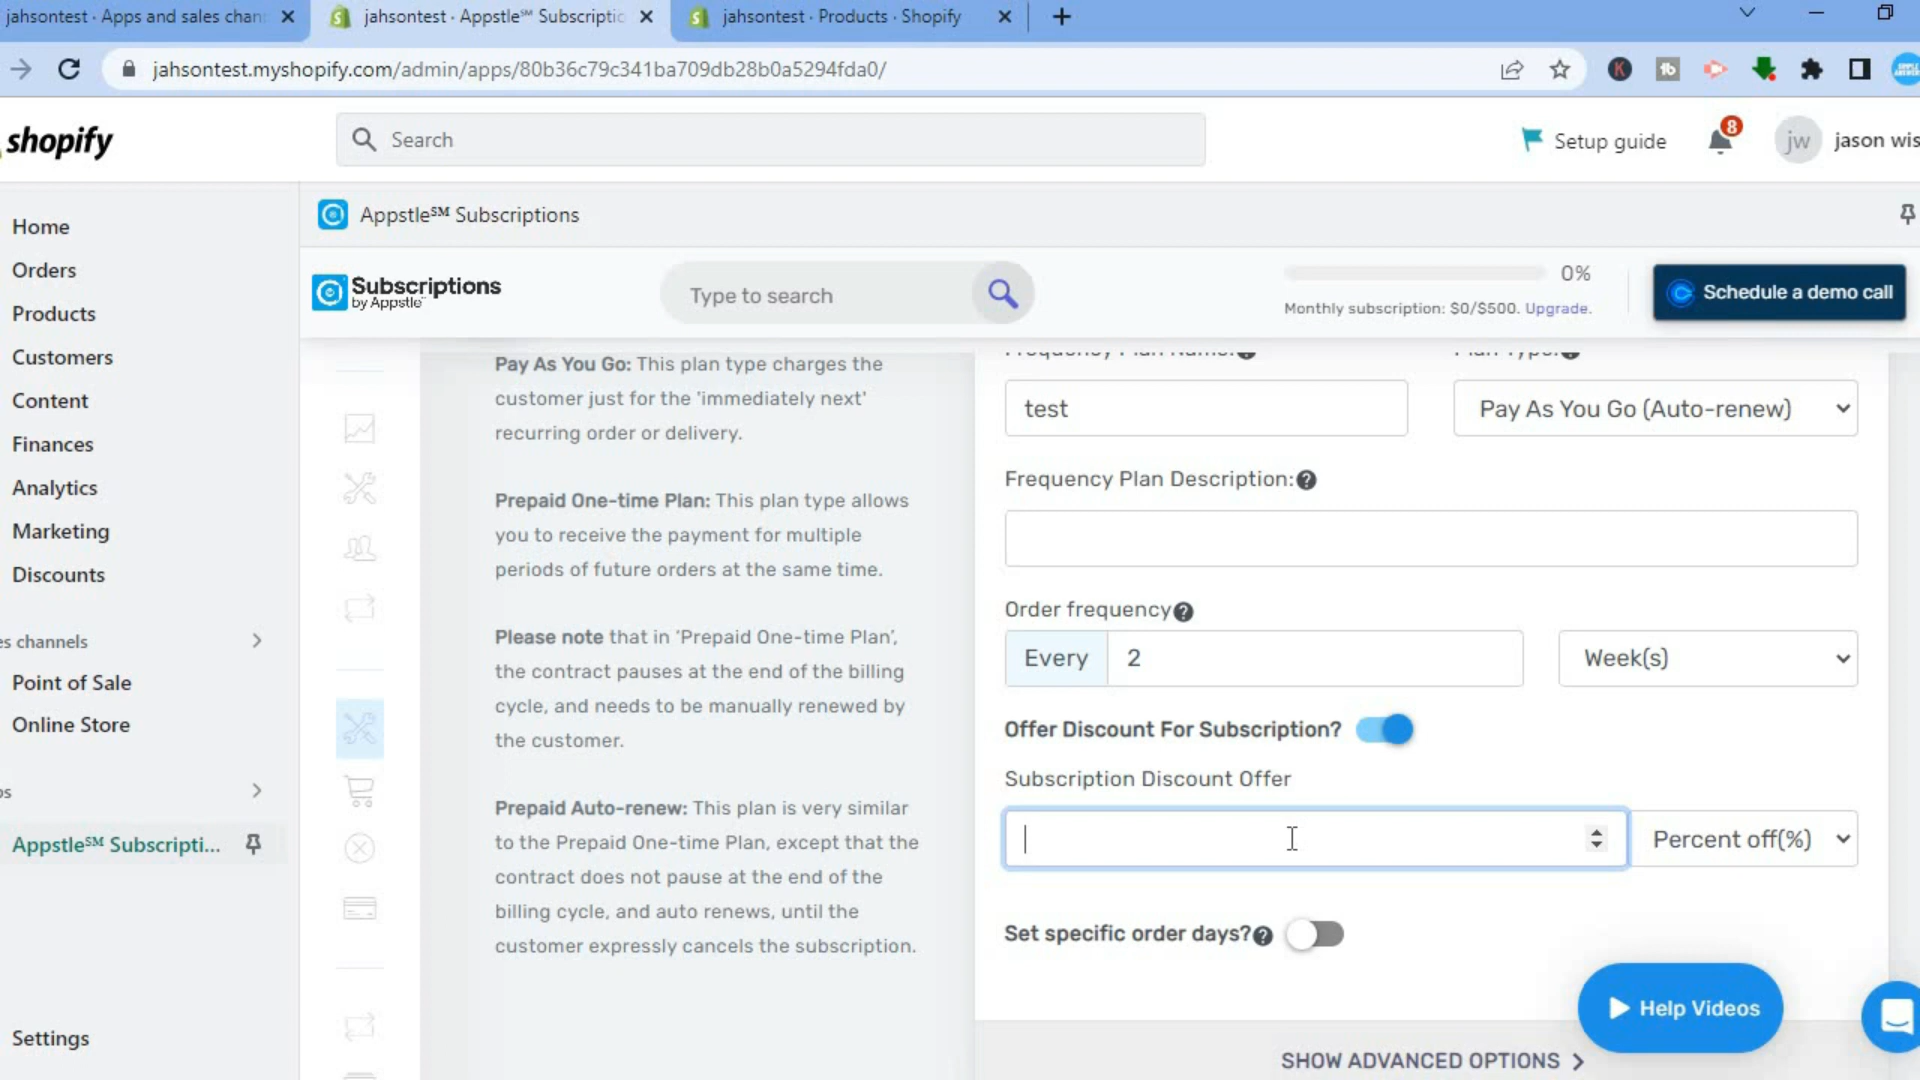 jahsontest · Apps and sales chan
jahsontest · Appstle℠ Subscriptic
jahsontest · Products · Shopify
jahsontest.myshopify.com/admin/apps/80b36c79c341ba709db28b0a5294fda0/
shopify
Search
Setup guide
8
jw
jason wis
Home
Orders
Products
Customers
Content
Finances
Analytics
Marketing
Discounts
es channels
Point of Sale
Online Store
os
Appstle℠ Subscripti...
Settings
Appstle℠ Subscriptions
Subscriptions
by Appstle
Type to search
0%
Monthly subscription: $0/$500. Upgrade.
Schedule a demo call
Pay As You Go: This plan type charges the
customer just for the 'immediately next'
recurring order or delivery.
Prepaid One-time Plan: This plan type allows
you to receive the payment for multiple
periods of future orders at the same time.
Please note that in 'Prepaid One-time Plan',
the contract pauses at the end of the billing
cycle, and needs to be manually renewed by
the customer.
Prepaid Auto-renew: This plan is very similar
to the Prepaid One-time Plan, except that the
contract does not pause at the end of the
billing cycle, and auto renews, until the
customer expressly cancels the subscription.
Frequency Plan Name:
Plan Type:
test
Pay As You Go (Auto-renew)
Frequency Plan Description:
Order frequency
Every 2
Week(s)
Offer Discount For Subscription?
Subscription Discount Offer
Percent off(%)
Set specific order days?
Help Videos
SHOW ADVANCED OPTIONS